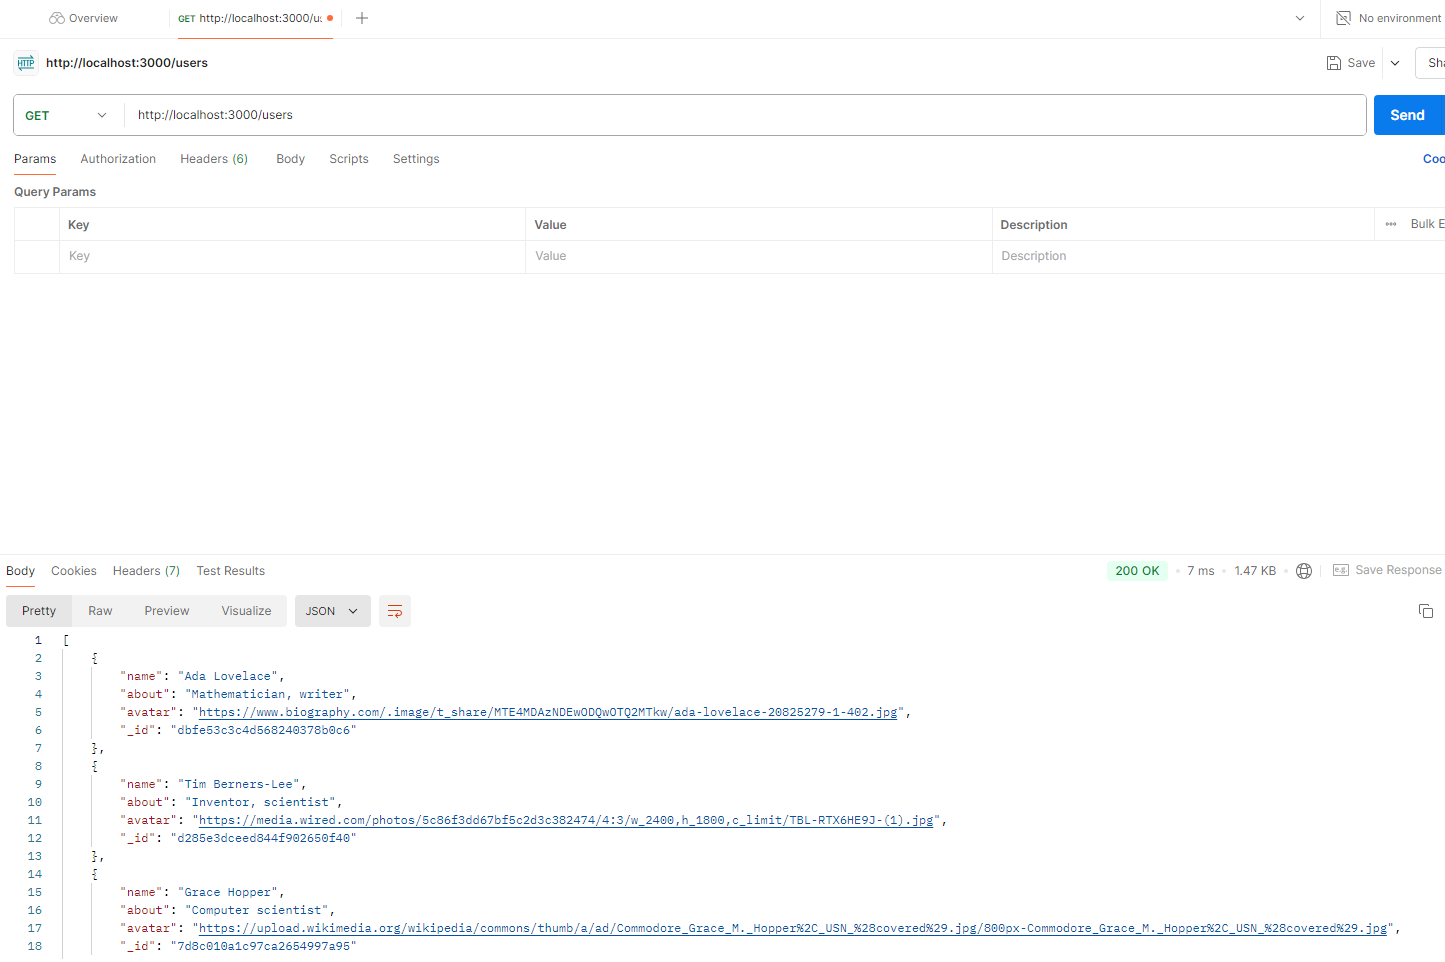 Overview
GET http://localhost:3000/u
HTTP http://localhost:3000/users
No environment
Save
GET http://localhost:3000/users
Send
Params Authorization Headers (6) Body Scripts Settings
Query Params
Key Value Description Bulk E
Key Value Description
Body Cookies Headers (7) Test Results
200 OK 7 ms 1.47 KB e.g. Save Response
Pretty Raw Preview Visualize JSON
1 [
2 {
3 "name": "Ada Lovelace",
4 "about": "Mathematician, writer",
5 "avatar": "https://www.biography.com/.image/t_share/MTE4MDAzNDEwODQwOTQ2MTkw/ada-lovelace-20825279-1-402.jpg",
6 "_id": "dbfe53c3c4d568240378b0c6"
7 },
8 {
9 "name": "Tim Berners-Lee",
10 "about": "Inventor, scientist",
11 "avatar": "https://media.wired.com/photos/5c86f3dd67bf5c2d3c382474/4:3/w_2400,h_1800,c_limit/TBL-RTX6HE9J-(1).jpg",
12 "_id": "d285e3dceed844f902650f40"
13 },
14 {
15 "name": "Grace Hopper",
16 "about": "Computer scientist",
17 "avatar": "https://upload.wikimedia.org/wikipedia/commons/thumb/a/ad/Commodore_Grace_M._Hopper%2C_USN_%28covered%29.jpg/800px-Commodore_Grace_M._Hopper%2C_USN_%28covered%29.jpg",
18 "_id": "7d8c010a1c97ca2654997a95"